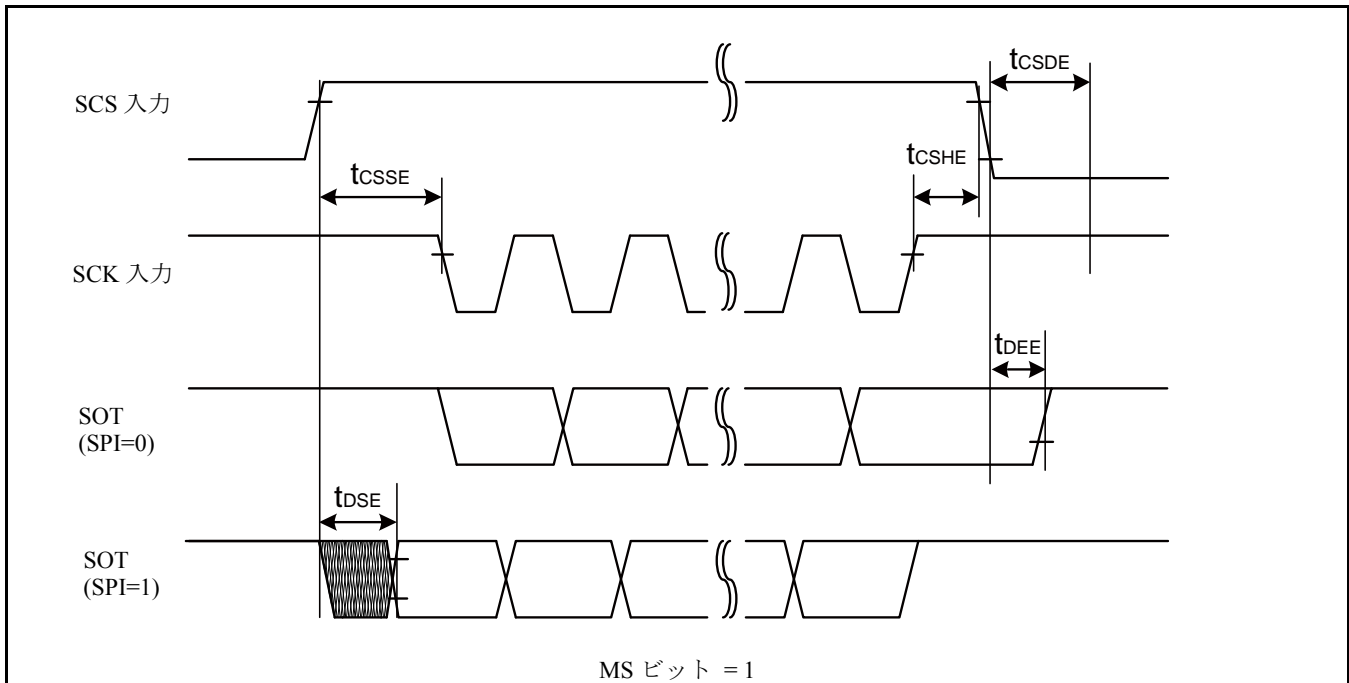 SCS 入力
tCSDE
tCSHE
tCSSE
SCK 入力
tDEE
SOT
(SPI=0)
tDSE
SOT
(SPI=1)
MS ビット = 1